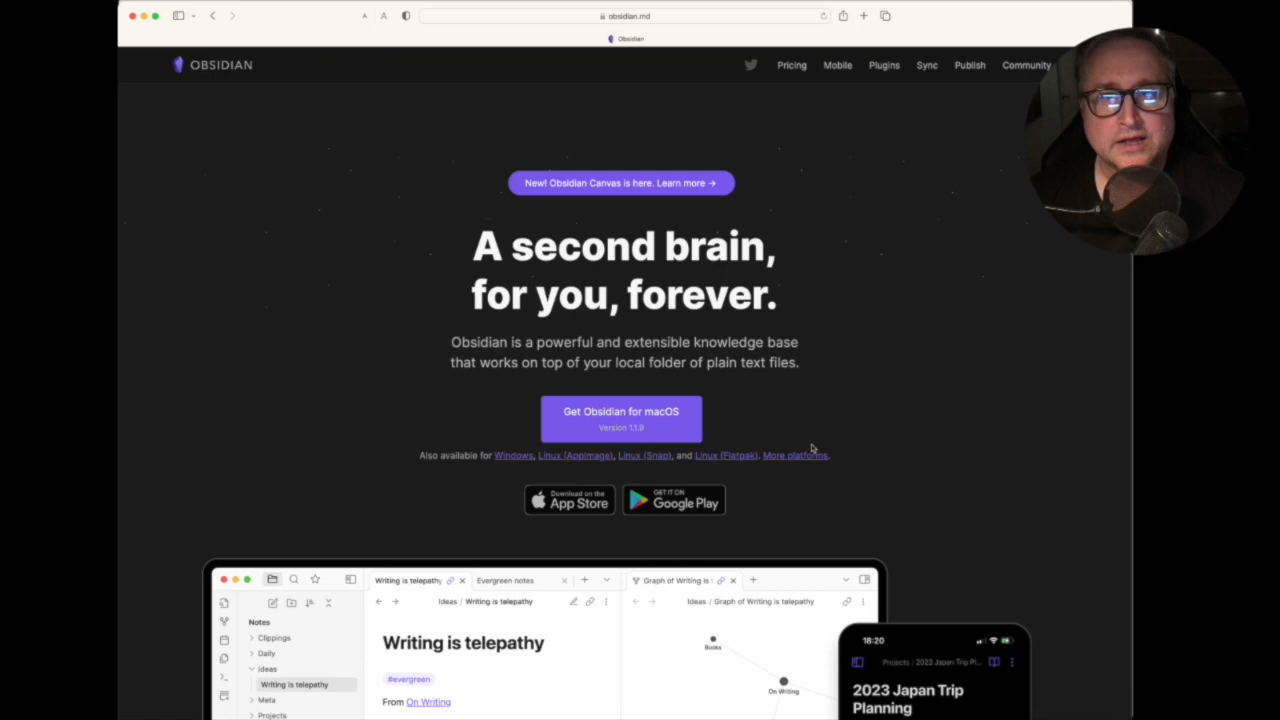 A A obsidian.md
Obsidian
OBSIDIAN Pricing Mobile Plugins Sync Publish Community
New! Obsidian Canvas is here. Learn more →
A second brain,
for you, forever.
Obsidian is a powerful and extensible knowledge base
that works on top of your local folder of plain text files.
Get Obsidian for macOS
Version 1.1.9
Also available for Windows, Linux (AppImage), Linux (Snap), and Linux (Flatpak). More platforms.
Download on the
App Store
GET IT ON
Google Play
Writing is telepathy Evergreen notes Graph of Writing is t
Ideas / Writing is telepathy Ideas / Graph of Writing is telepathy
Notes
Clippings
Daily
Ideas
Writing is telepathy
Meta
Projects
Writing is telepathy
#evergreen
From On Writing
Books
On Writing
18:20
Projects / 2023 Japan Trip Pl...
2023 Japan Trip
Planning